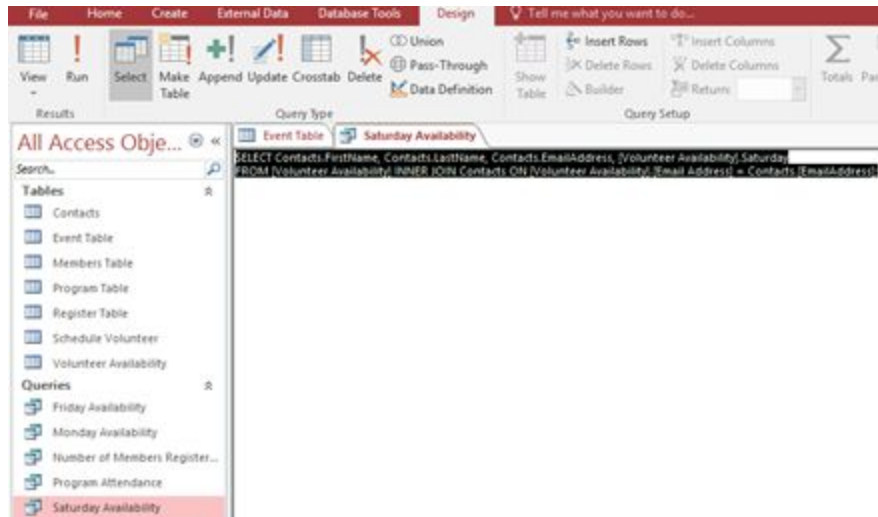 File Home Create External Data Database Tools Design Tell me what you want to do...
View Run Select Make Table Append Update Crosstab Delete
Union
Pass-Through
Data Definition
Show Table
Insert Rows
Delete Rows
Builder
Insert Columns
Delete Columns
Return:
Totals
Results Query Type Query Setup
All Access Obje...
Search...
Tables
Contacts
Event Table
Members Table
Program Table
Register Table
Schedule Volunteer
Volunteer Availability
Queries
Friday Availability
Monday Availability
Number of Members Register...
Program Attendance
Saturday Availability
Event Table Saturday Availability
SELECT Contacts.FirstName, Contacts.LastName, Contacts.EmailAddress, [Volunteer Availability].Saturday
FROM [Volunteer Availability] INNER JOIN Contacts ON [Volunteer Availability].[Email Address] = Contacts.[EmailAddress];